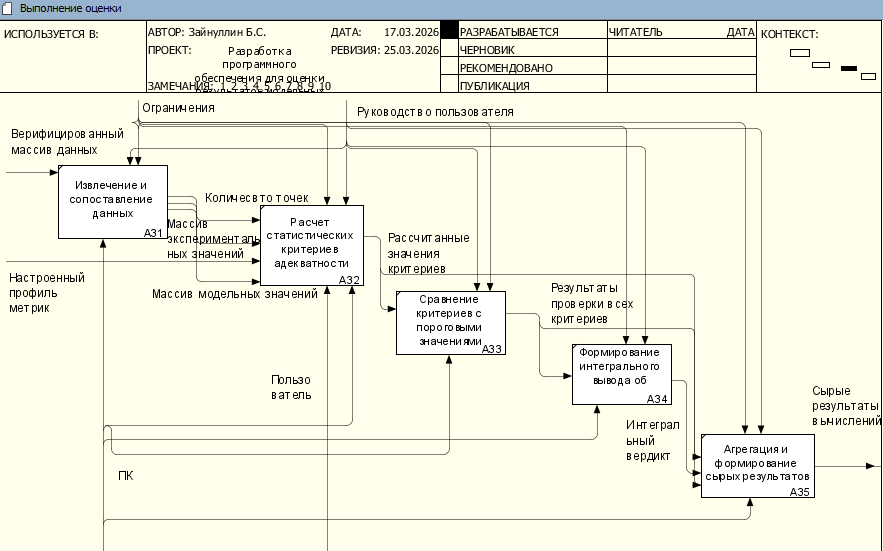 Выполнение оценки
ИСПОЛЬЗУЕТСЯ В:
АВТОР: Зайнуллин Б.С.
ДАТА: 17.03.2026
ПРОЕКТ: Разработка
программного
обеспечения для оценки
РЕВИЗИЯ: 25.03.2026
ЗАМЕЧАНИЯ: 1 2 3 4 5 6 7 8 9 10
РАЗРАБАТЫВАЕТСЯ
ЧЕРНОВИК
РЕКОМЕНДОВАНО
ПУБЛИКАЦИЯ
ЧИТАТЕЛЬ
ДАТА
КОНТЕКСТ:
Ограничения
Руководство пользователя
Верифицированный
массив данных
Извлечение и
сопоставление
данных
A31
Количесвто точек
Массив
эксперименталь
ных значений
Расчет
статистических
критериев
адекватности
A32
Настроенный
профиль
метрик
Массив модельных значений
Рассчитанные
значения
критериев
Сравнение
критериев с
пороговыми
значениями
A33
Результаты
проверки всех
критериев
Формирование
интегрального
вывода об
A34
Пользо
ватель
Интеграл
ьный
вердикт
Сырые
результаты
вычислений
Агрегация и
формирование
сырых результатов
A35
ПК